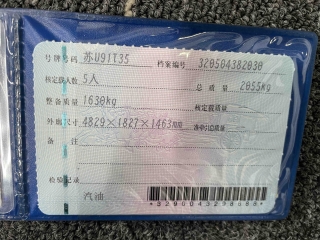 号牌号码 苏U9IT35 档案编号 320504382030
核定载人数 5人 总质量 2055kg
整备质量 1630kg 核定载质量
外廓尺寸 4829×1827×1463mm 准牵引总质量
备注
检验记录
汽油